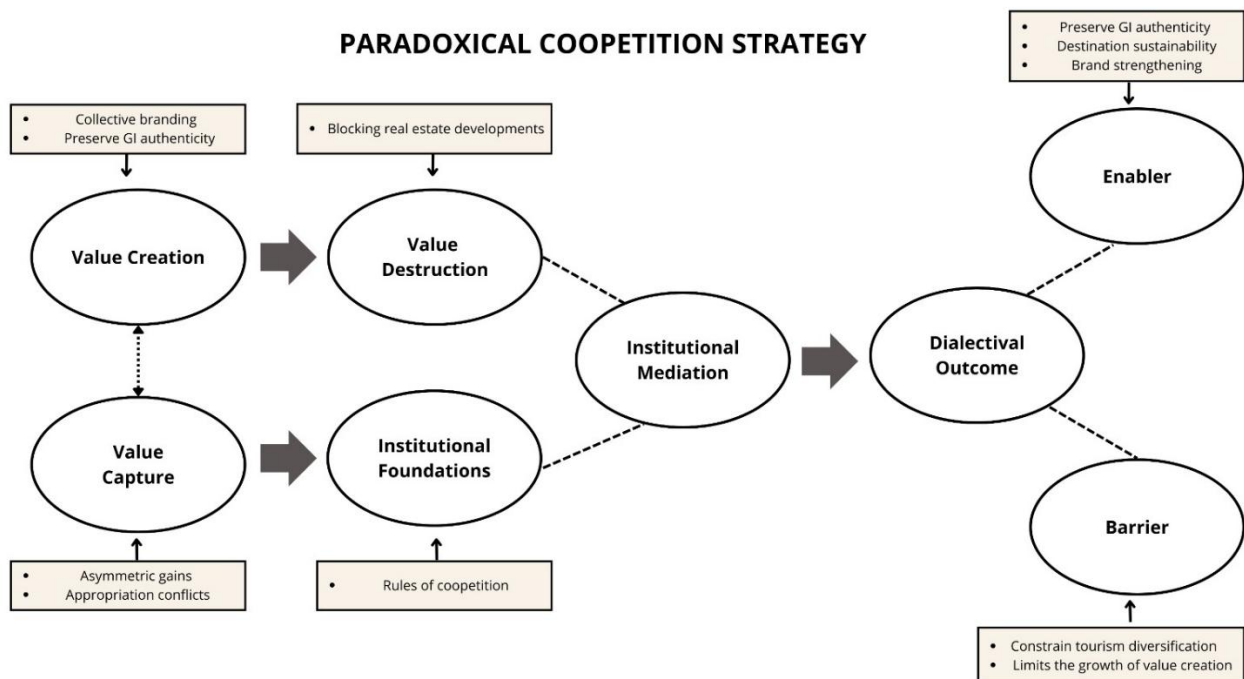 PARADOXICAL COOPETITION STRATEGY
• Preserve GI authenticity
• Destination sustainability
• Brand strengthening
• Collective branding
• Preserve GI authenticity
• Blocking real estate developments
Enabler
Value Creation
Value
Destruction
Institutional
Mediation
Dialectival
Outcome
Value
Capture
Institutional
Foundations
Barrier
• Asymmetric gains
• Appropriation conflicts
• Rules of coopetition
• Constrain tourism diversification
• Limits the growth of value creation